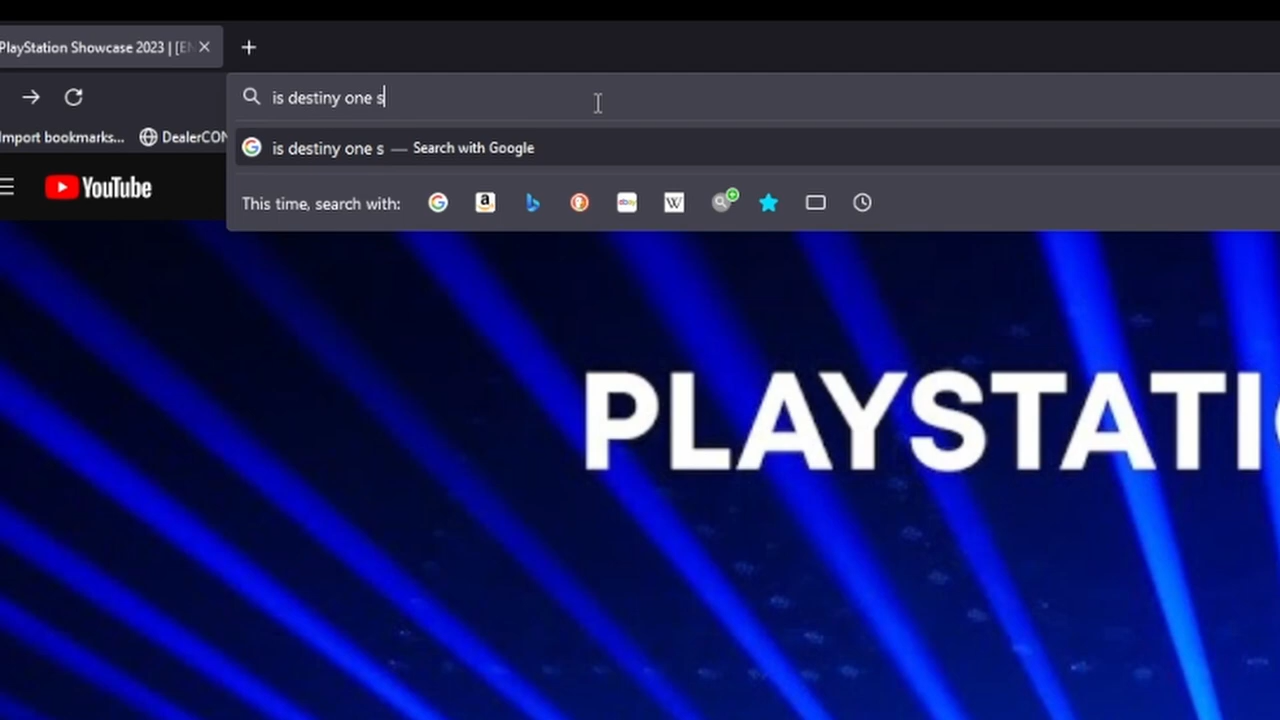 PlayStation Showcase 2023 | [EN
is destiny one s
Import bookmarks... DealerCON
is destiny one s — Search with Google
YouTube
This time, search with:
PLAYSTATI